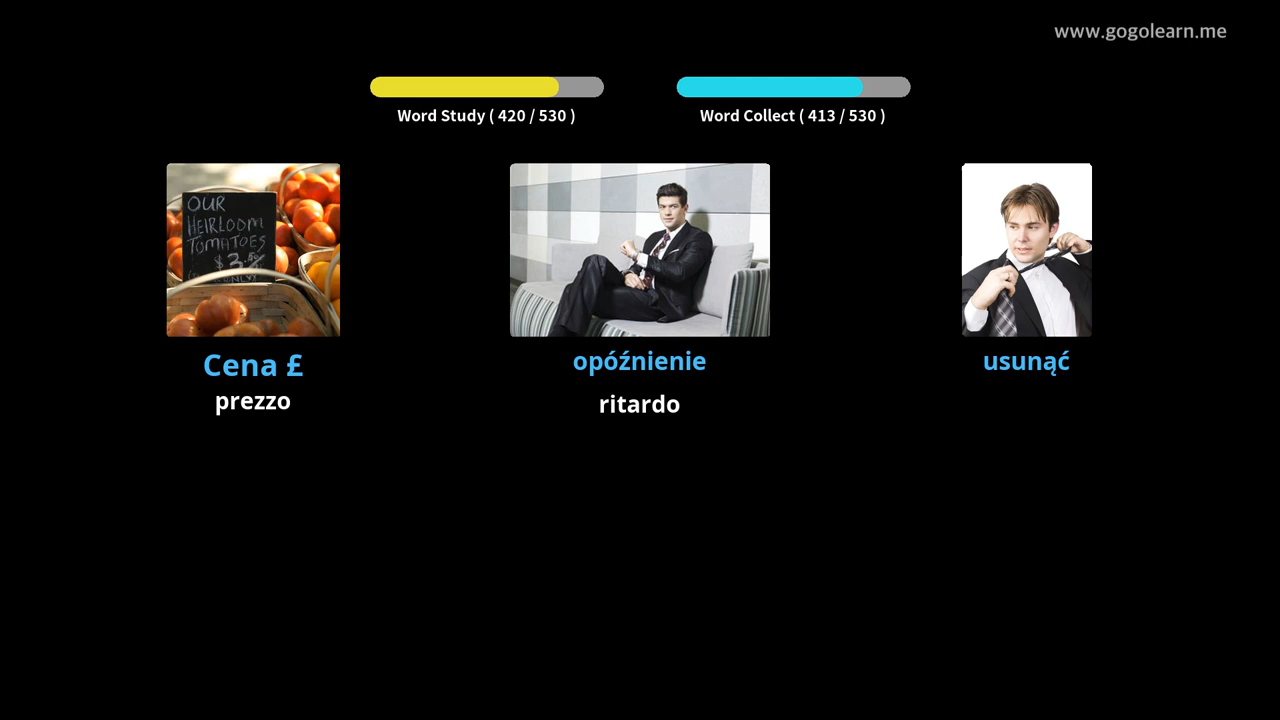 www.gogolearn.me
Word Study ( 420 / 530 )
Word Collect ( 413 / 530 )
OUR
HEIRLOOM
TOMATOES
Cena £
prezzo
opóźnienie
ritardo
usunąć